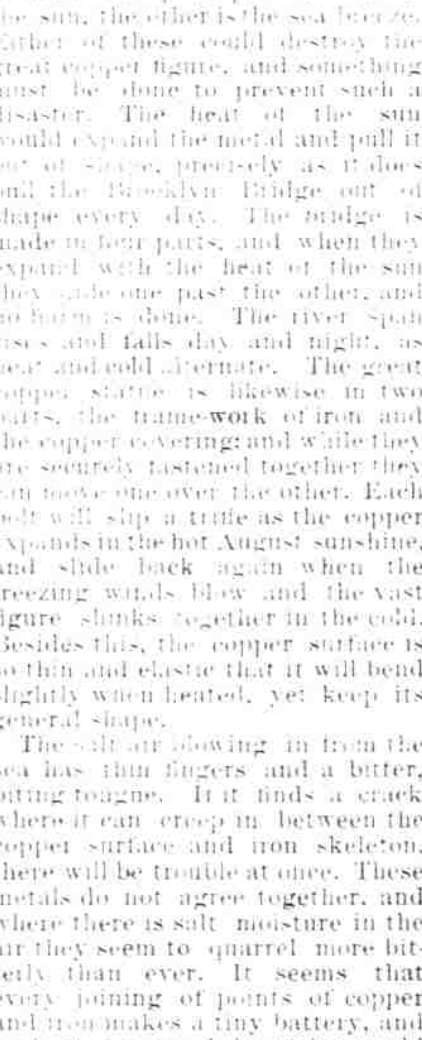 the sun, the other is the sea breeze.
Either of these could destroy the
great copper figure, and something
must be done to prevent such a
disaster. The heat of the sun
would expand the metal and pull it
out of shape, precisely as it does
pull the Brooklyn Bridge out of
shape every day. The bridge is
made in four parts, and when they
expand with the heat of the sun
they slide one past the other, and
no harm is done. The river span
rises and falls day and night, as
heat and cold alternate. The great
copper statue is likewise in two
parts, the frame-work of iron and
the copper covering; and while they
are securely fastened together they
can move one over the other. Each
bolt will slip a trifle as the copper
expands in the hot August sunshine,
and slide back again when the
freezing winds blow and the vast
figure shinks together in the cold.
Besides this, the copper surface is
so thin and elastic that it will bend
slightly when heated, yet keep its
general shape.
The salt air blowing in from the
sea has thin fingers and a bitter,
biting toague. If it finds a crack
where it can creep in between the
copper surface and iron skeleton,
there will be trouble at once. These
metals do not agree together, and
where there is salt moisture in the
air they seem to quarrel more bit-
terly than ever. It seems that
every joining of points of copper
and iron makes a tiny battery, and